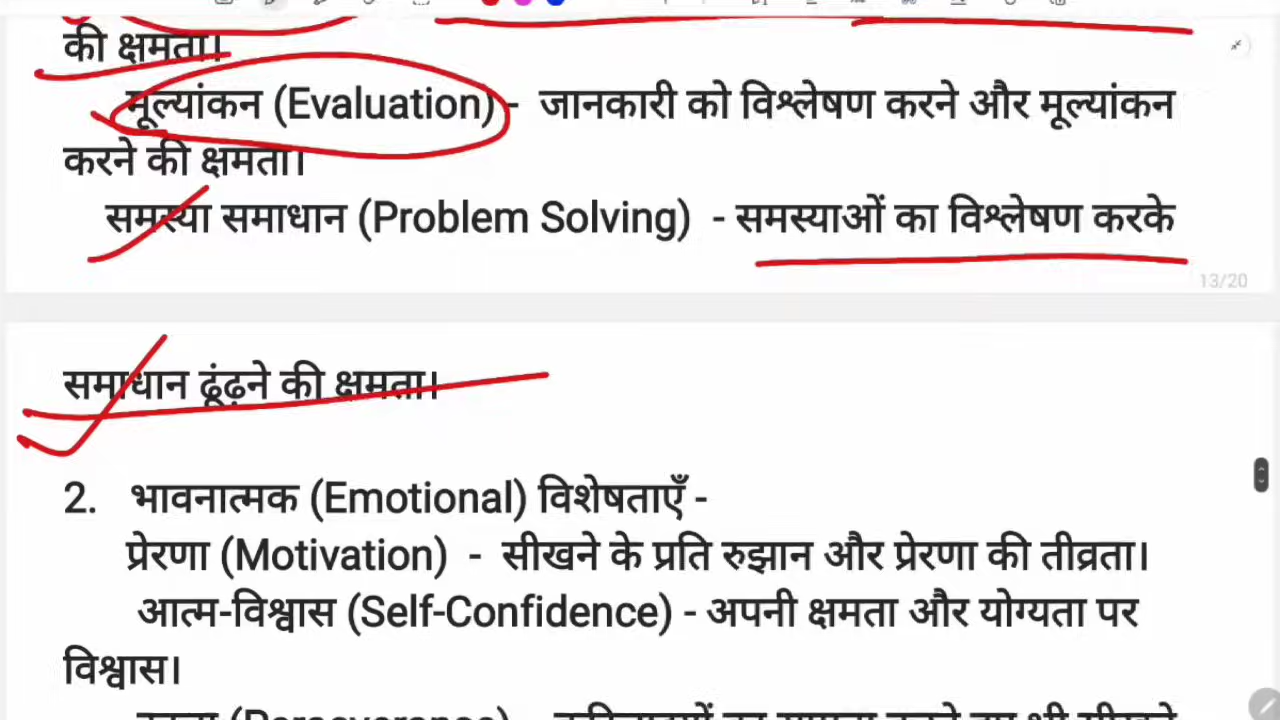 की क्षमता।
मूल्यांकन (Evaluation) - जानकारी को विश्लेषण करने और मूल्यांकन
करने की क्षमता।
समस्या समाधान (Problem Solving) - समस्याओं का विश्लेषण करके
13/20
समाधान ढूंढ़ने की क्षमता।
2. भावनात्मक (Emotional) विशेषताएँ -
प्रेरणा (Motivation) - सीखने के प्रति रुझान और प्रेरणा की तीव्रता।
आत्म-विश्वास (Self-Confidence) - अपनी क्षमता और योग्यता पर
विश्वास।